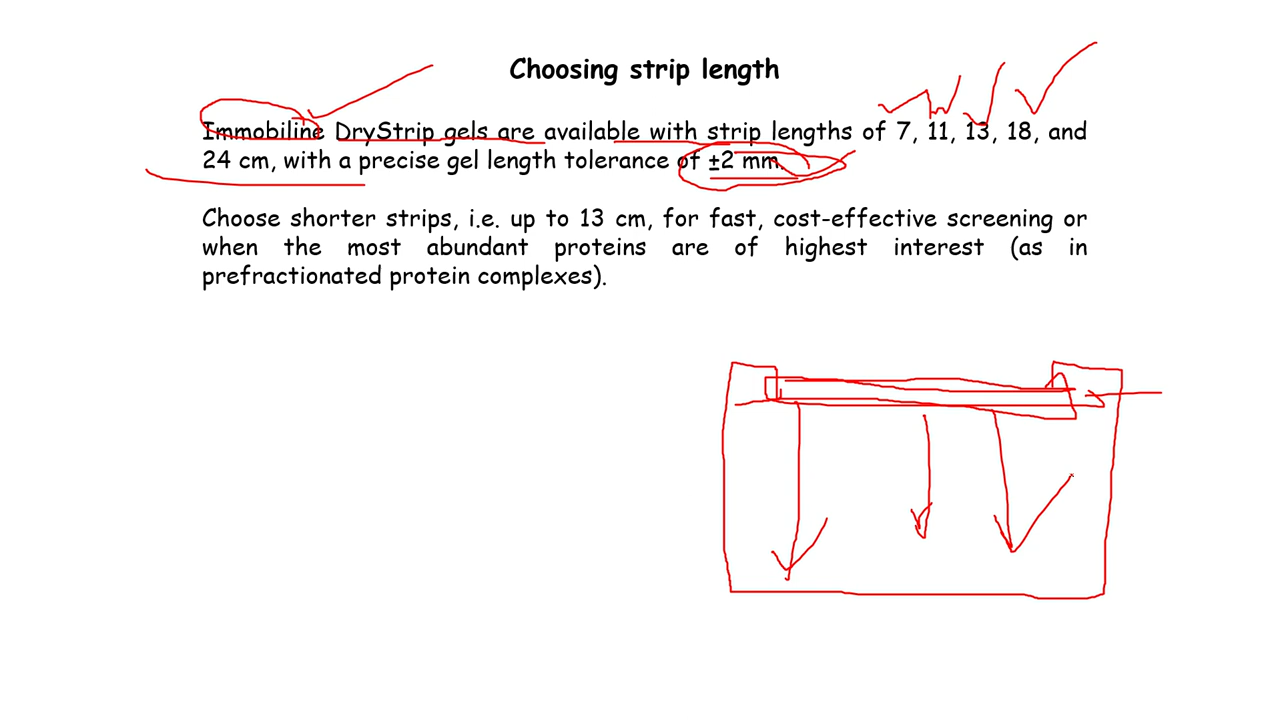 Choosing strip length
Immobiline DryStrip gels are available with strip lengths of 7, 11, 13, 18, and
24 cm, with a precise gel length tolerance of ±2 mm.
Choose shorter strips, i.e. up to 13 cm, for fast, cost-effective screening or
when the most abundant proteins are of highest interest (as in
prefractionated protein complexes).